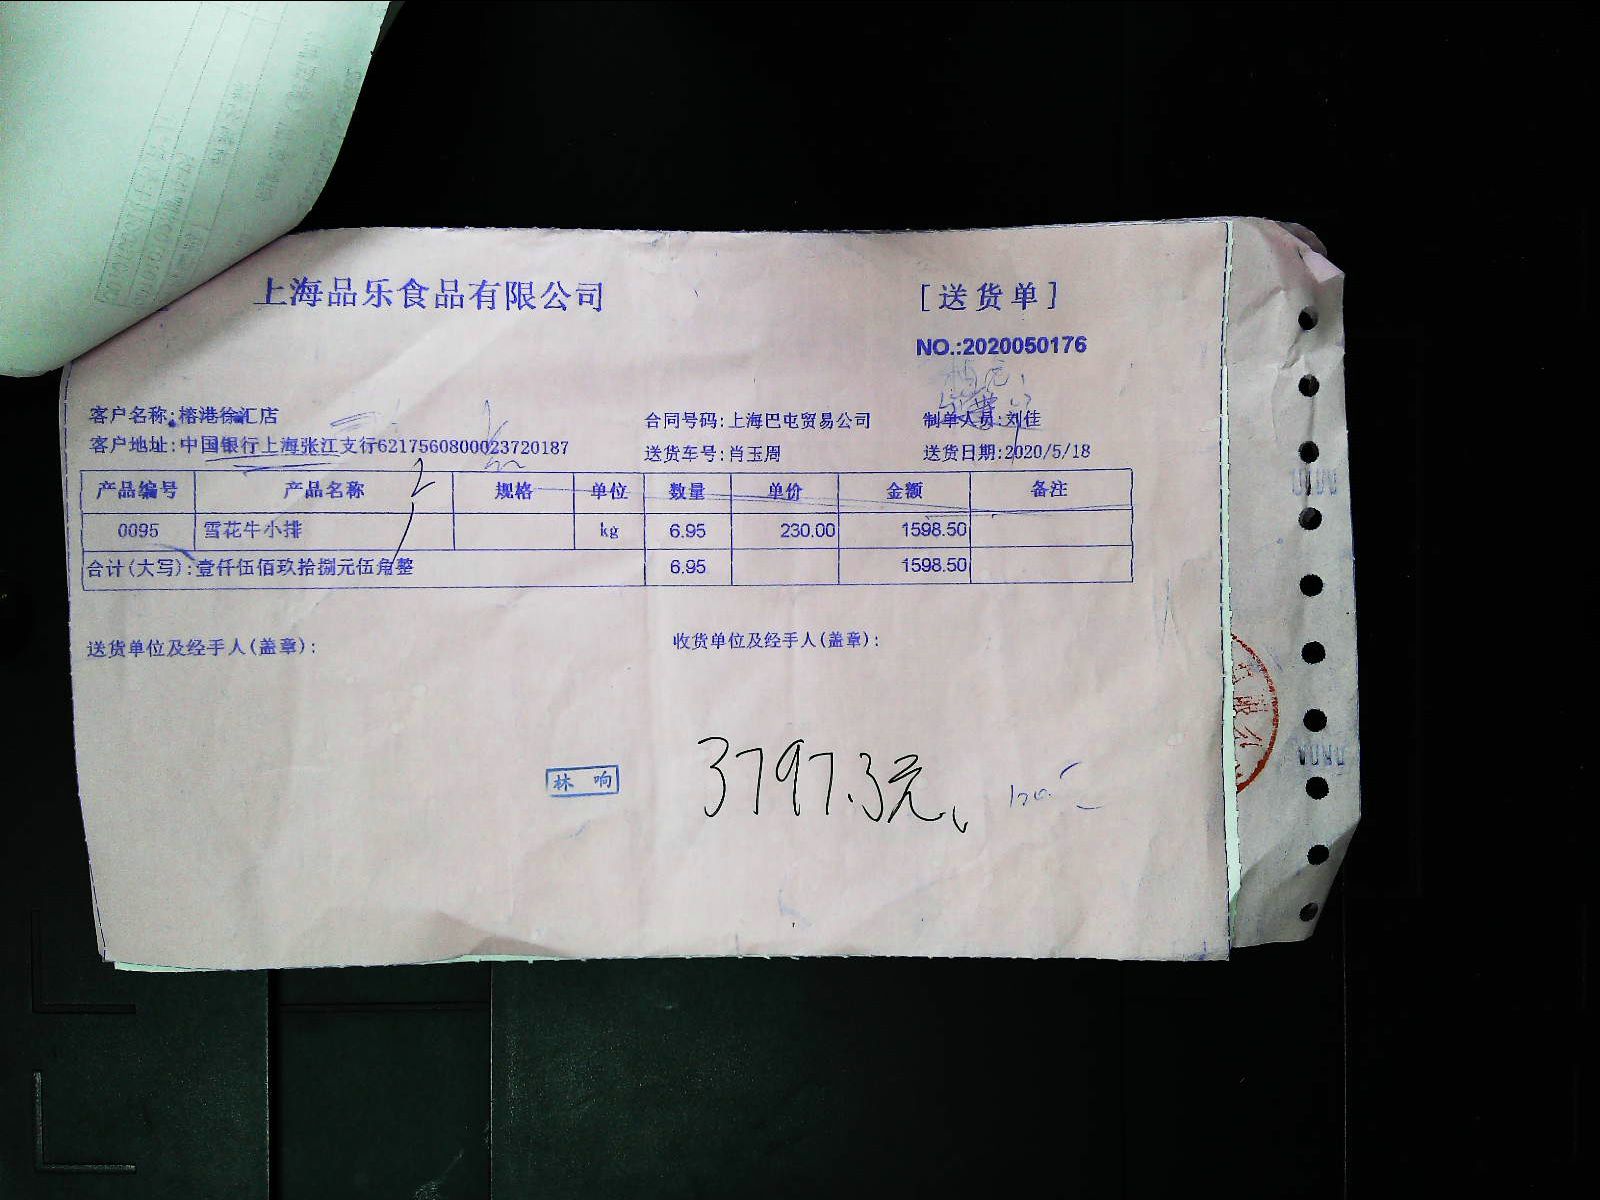 上海品乐食品有限公司
[送货单]
NO.:2020050176
客户名称:榕港徐汇店
合同号码:上海巴屯贸易公司
制单人员:刘佳
客户地址:中国银行上海张江支行6217560800023720187
送货车号:肖玉周
送货日期:2020/5/18
产品编号 产品名称 规格 单位 数量 单价 金额 备注
0095 雪花牛小排 kg 6.95 230.00 1598.50
合计(大写):壹仟伍佰玖拾捌元伍角整 6.95 1598.50
送货单位及经手人(盖章):
收货单位及经手人(盖章):
林响
3797.3元